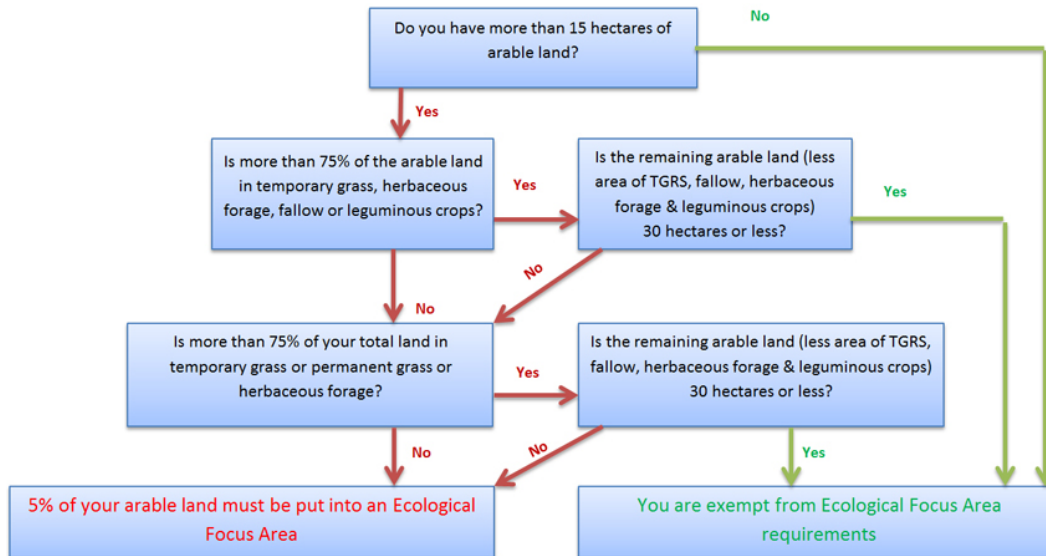 Do you have more than 15 hectares of
arable land?
No
Yes
Is more than 75% of the arable land
in temporary grass, herbaceous
forage, fallow or leguminous crops?
Yes
Is the remaining arable land (less
area of TGRS, fallow, herbaceous
forage & leguminous crops)
30 hectares or less?
Yes
No
No
Is more than 75% of your total land in
temporary grass or permanent grass or
herbaceous forage?
Yes
Is the remaining arable land (less area of TGRS,
fallow, herbaceous forage & leguminous crops)
30 hectares or less?
No
No
Yes
5% of your arable land must be put into an Ecological
Focus Area
You are exempt from Ecological Focus Area
requirements